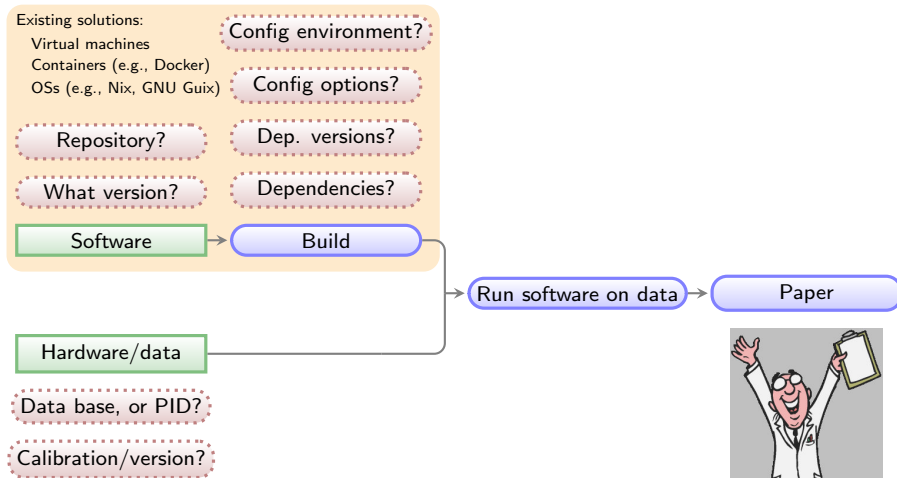 Existing solutions:
Virtual machines
Containers (e.g., Docker)
OSs (e.g., Nix, GNU Guix)
Config environment?
Config options?
Repository?
Dep. versions?
What version?
Dependencies?
Software
Build
Run software on data
Paper
Hardware/data
Data base, or PID?
Calibration/version?